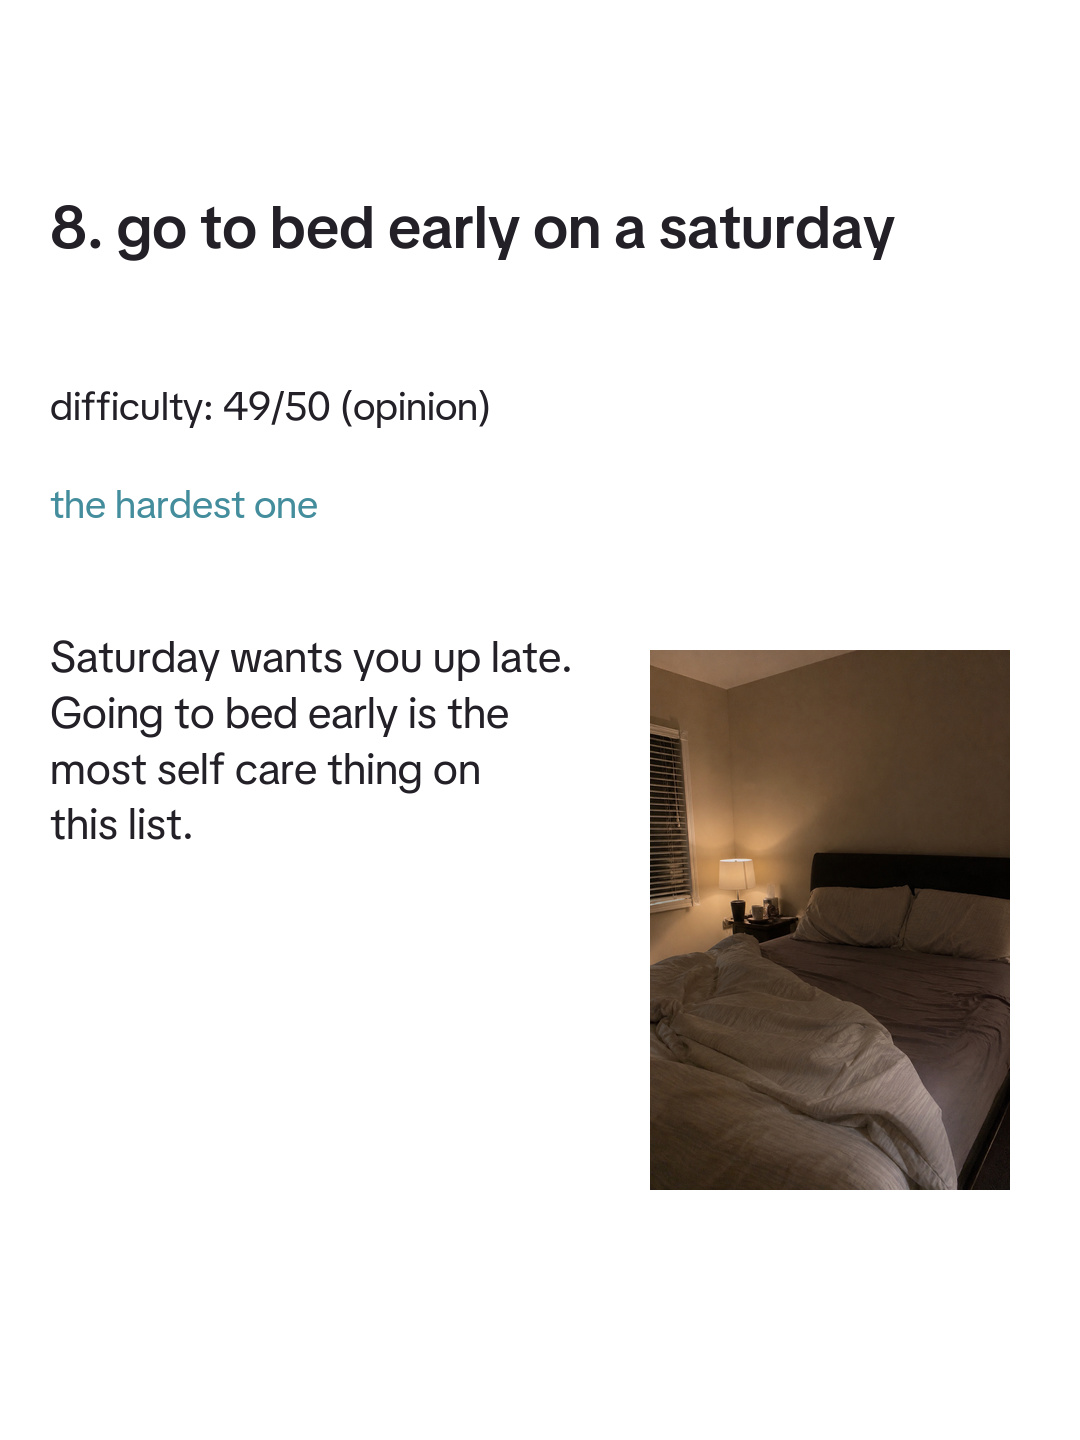 8. go to bed early on a saturday
difficulty: 49/50 (opinion)
the hardest one
Saturday wants you up late.
Going to bed early is the
most self care thing on
this list.